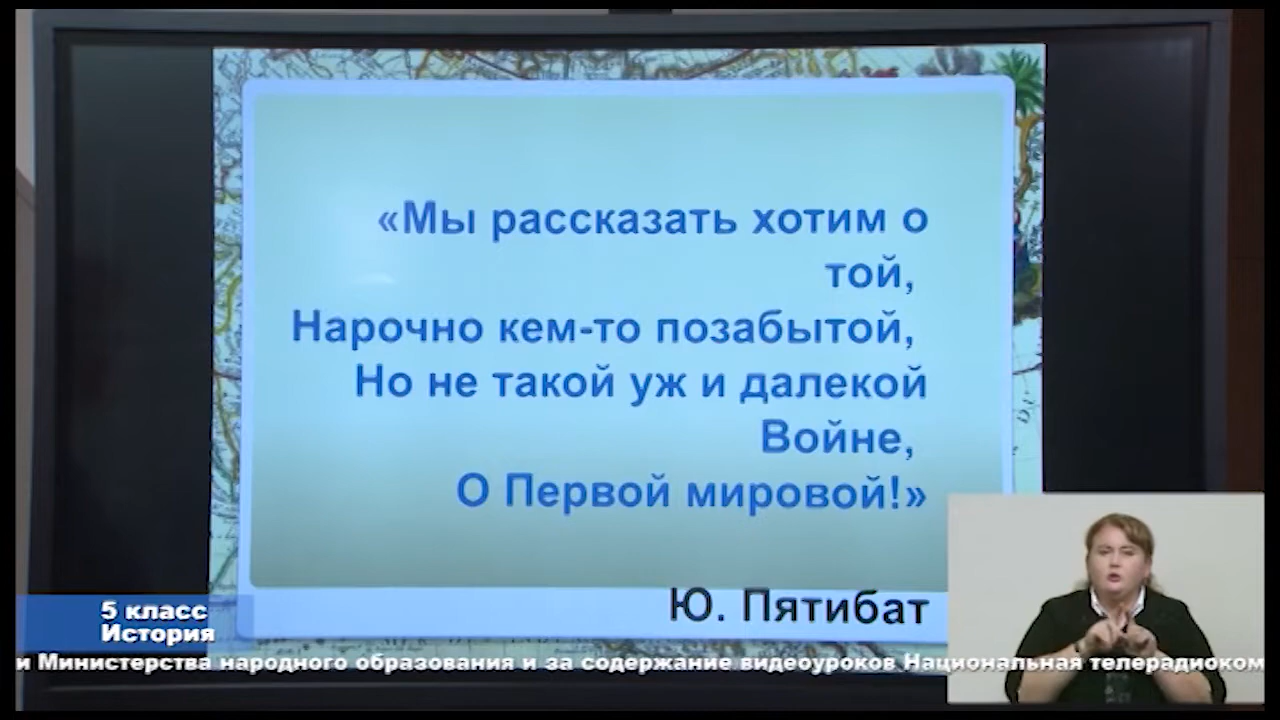 «Мы рассказать хотим о
той,
Нарочно кем-то позабытой,
Но не такой уж и далекой
Войне,
О Первой мировой!»
Ю. Пятибат
5 класс
История
и Министерства народного образования и за содержание видеоуроков Национальная телерадиоком